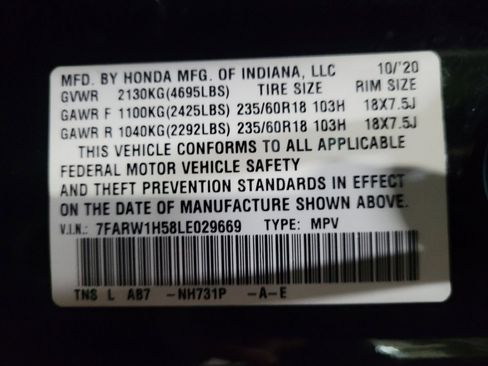 MFD. BY HONDA MFG. OF INDIANA, LLC 10/'20
GVWR 2130KG(4695LBS) TIRE SIZE RIM SIZE
GAWR F 1100KG(2425LBS) 235/60R18 103H 18X7.5J
GAWR R 1040KG(2292LBS) 235/60R18 103H 18X7.5J
THIS VEHICLE CONFORMS TO ALL APPLICABLE
FEDERAL MOTOR VEHICLE SAFETY
AND THEFT PREVENTION STANDARDS IN EFFECT
ON THE DATE OF MANUFACTURE SHOWN ABOVE.
V.I.N.: 7FARW1H58LE029669 TYPE: MPV
TNS L AB7 -NH731P -A-E